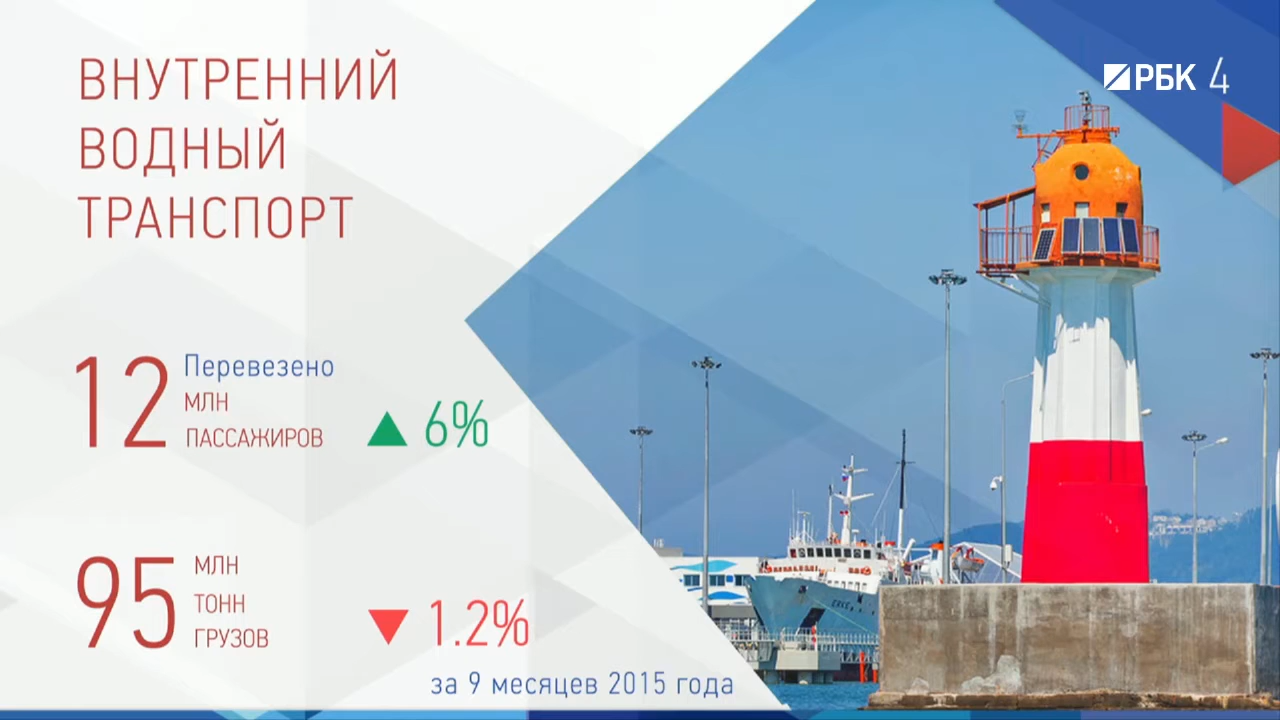 РБК 4
ВНУТРЕННИЙ
ВОДНЫЙ
ТРАНСПОРТ
12 Перевезено
МЛН
ПАССАЖИРОВ
▲ 6%
95 МЛН
ТОНН
ГРУЗОВ
▼ 1.2%
за 9 месяцев 2015 года